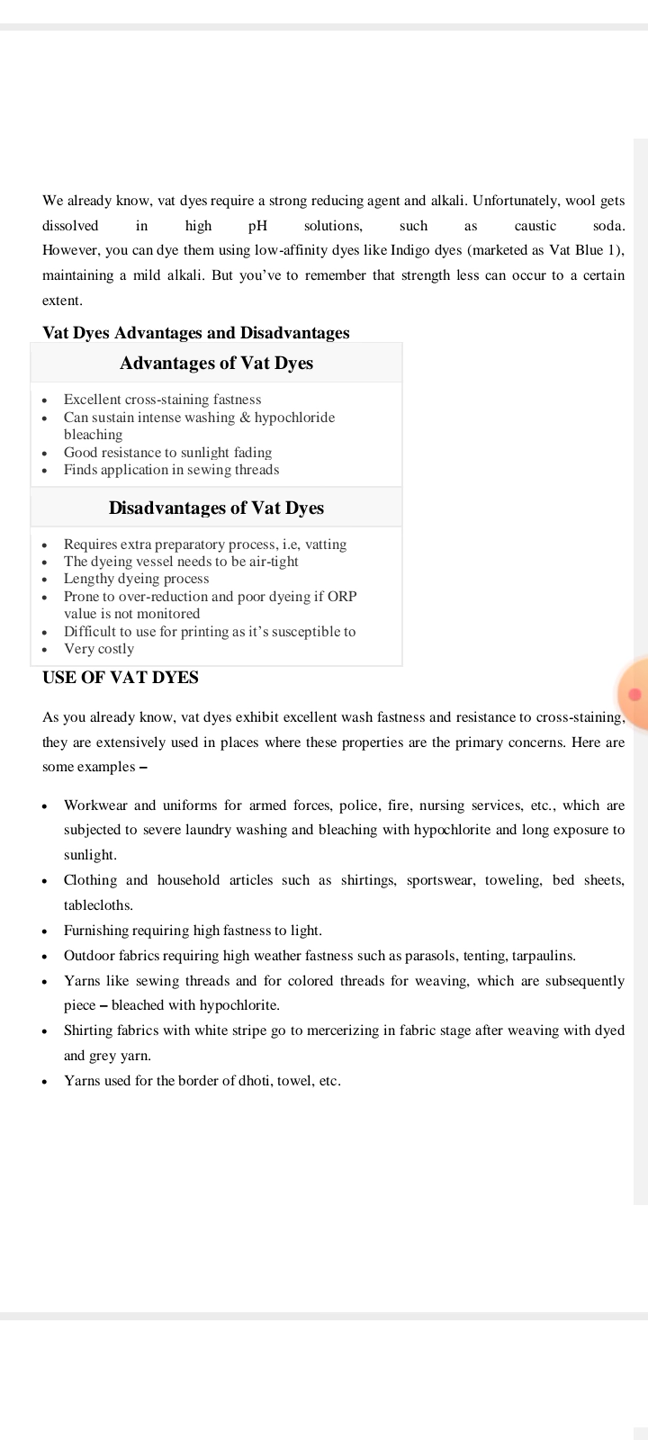 We already know, vat dyes require a strong reducing agent and alkali. Unfortunately, wool gets
dissolved in high pH solutions, such as caustic soda.
However, you can dye them using low-affinity dyes like Indigo dyes (marketed as Vat Blue 1),
maintaining a mild alkali. But you've to remember that strength less can occur to a certain
extent.
Vat Dyes Advantages and Disadvantages
Advantages of Vat Dyes
• Excellent cross-staining fastness
• Can sustain intense washing & hypochloride
bleaching
• Good resistance to sunlight fading
• Finds application in sewing threads
Disadvantages of Vat Dyes
• Requires extra preparatory process, i.e, vatting
• The dyeing vessel needs to be air-tight
• Lengthy dyeing process
• Prone to over-reduction and poor dyeing if ORP
value is not monitored
• Difficult to use for printing as it's susceptible to
• Very costly
USE OF VAT DYES
As you already know, vat dyes exhibit excellent wash fastness and resistance to cross-staining,
they are extensively used in places where these properties are the primary concerns. Here are
some examples –
• Workwear and uniforms for armed forces, police, fire, nursing services, etc., which are
subjected to severe laundry washing and bleaching with hypochlorite and long exposure to
sunlight.
• Clothing and household articles such as shirtings, sportswear, toweling, bed sheets,
tablecloths.
• Furnishing requiring high fastness to light.
• Outdoor fabrics requiring high weather fastness such as parasols, tenting, tarpaulins.
• Yarns like sewing threads and for colored threads for weaving, which are subsequently
piece – bleached with hypochlorite.
• Shirting fabrics with white stripe go to mercerizing in fabric stage after weaving with dyed
and grey yarn.
• Yarns used for the border of dhoti, towel, etc.